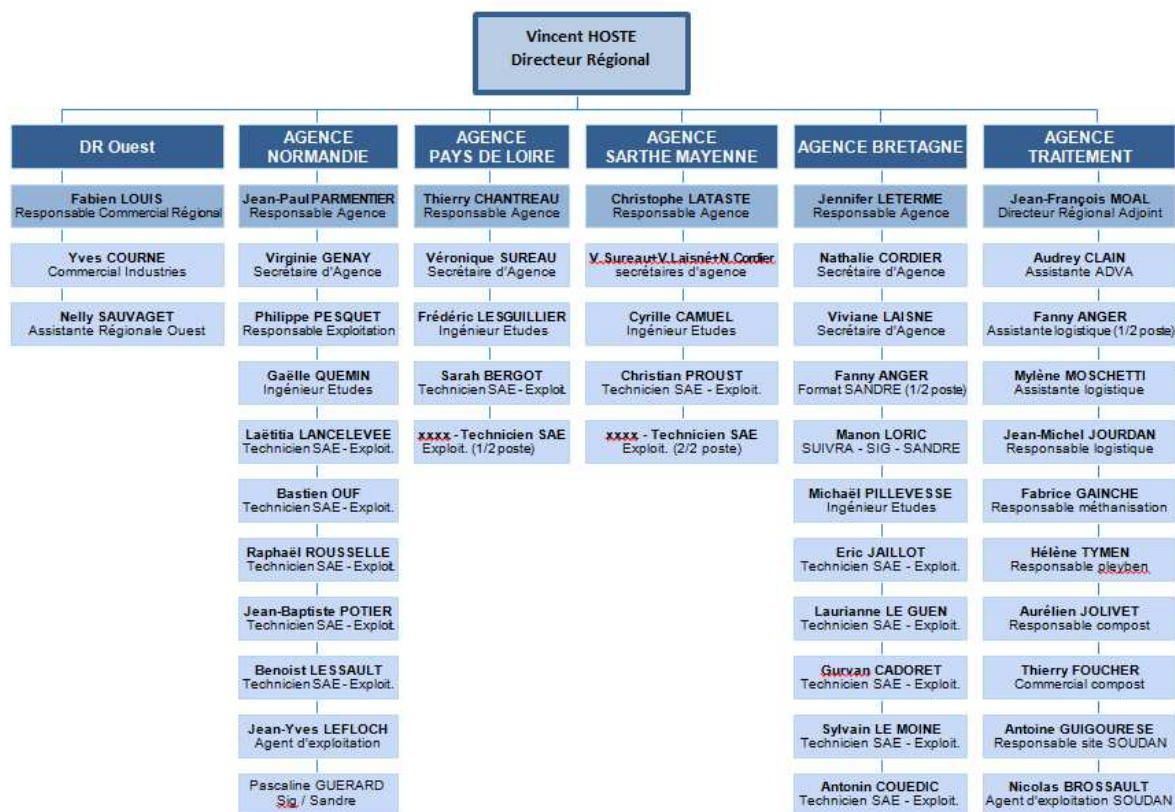 Vincent HOSTE
Directeur Régional
DR Ouest
Fabien LOUIS
Responsable Commercial Régional
Yves COURNE
Commercial Industries
Nelly SAUVAGET
Assistante Régionale Ouest
AGENCE
NORMANDIE
Jean-Paul PARMENTIER
Responsable Agence
Virginie GENAY
Secrétaire d'Agence
Philippe PESQUET
Responsable Exploitation
Gaëlle QUEMIN
Ingénieur Etudes
Laëtitia LANCELEVEE
Technicien SAE - Exploit.
Bastien OUF
Technicien SAE - Exploit.
Raphaël ROUSSELLE
Technicien SAE - Exploit.
Jean-Baptiste POTIER
Technicien SAE - Exploit.
Benoist LESSAULT
Technicien SAE - Exploit.
Jean-Yves LEFLOCH
Agent d'exploitation
Pascaline GUERARD
Sig / Sandre
AGENCE
PAYS DE LOIRE
Thierry CHANTREAU
Responsable Agence
Véronique SUREAU
Secrétaire d'Agence
Frédéric LESGUILLIER
Ingénieur Etudes
Sarah BERGOT
Technicien SAE - Exploit.
xxxx - Technicien SAE
Exploit. (1/2 poste)
AGENCE
SARTHE MAYENNE
Christophe LATASTE
Responsable Agence
V.Sureau+V.Laisné+N.Cordier
secrétaires d'agence
Cyrille CAMUEL
Ingénieur Etudes
Christian PROUST
Technicien SAE - Exploit.
xxxx - Technicien SAE
Exploit. (2/2 poste)
AGENCE BRETAGNE
Jennifer LETERME
Responsable Agence
Nathalie CORDIER
Secrétaire d'Agence
Viviane LAISNE
Secrétaire d'Agence
Fanny ANGER
Format SANDRE (1/2 poste)
Manon LORIC
SUIVRA - SIG - SANDRE
Michaël PILLEVESSE
Ingénieur Etudes
Eric JAILLOT
Technicien SAE - Exploit.
Laurianne LE GUEN
Technicien SAE - Exploit.
Gurvan CADORET
Technicien SAE - Exploit.
Sylvain LE MOINE
Technicien SAE - Exploit.
Antonin COUEDIC
Technicien SAE - Exploit.
AGENCE
TRAITEMENT
Jean-François MOAL
Directeur Régional Adjoint
Audrey CLAIN
Assistante ADVA
Fanny ANGER
Assistante logistique (1/2 poste)
Mylène MOSCHETTI
Assistante logistique
Jean-Michel JOURDAN
Responsable logistique
Fabrice GAINCHE
Responsable méthanisation
Hélène TYMEN
Responsable pleyben
Aurélien JOLIVET
Responsable compost
Thierry FOUCHER
Commercial compost
Antoine GUIGOURESE
Responsable site SOUDAN
Nicolas BROSSAULT
Agent d'exploitation SOUDAN